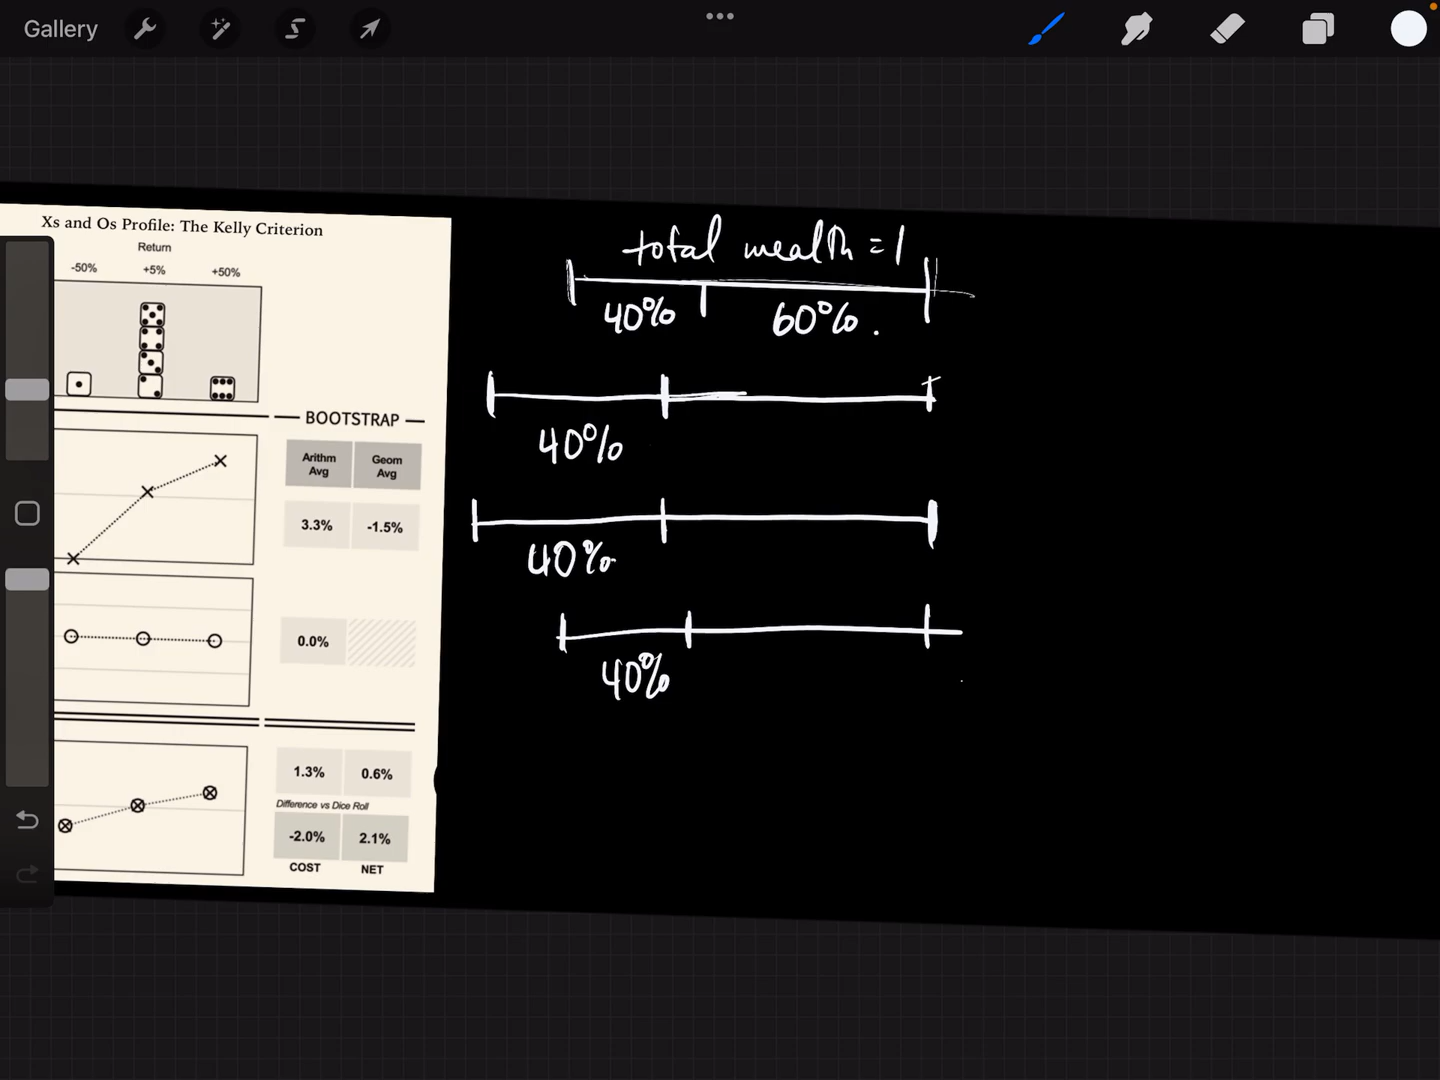 Gallery
Xs and Os Profile: The Kelly Criterion
Return
-50% +5% +50%
BOOTSTRAP
Arithm Avg Geom Avg
3.3% -1.5%
0.0%
1.3% 0.6%
Difference vs Dice Roll
-2.0% 2.1%
COST NET
total wealth = 1
40% 60%.
40%
40%
40%